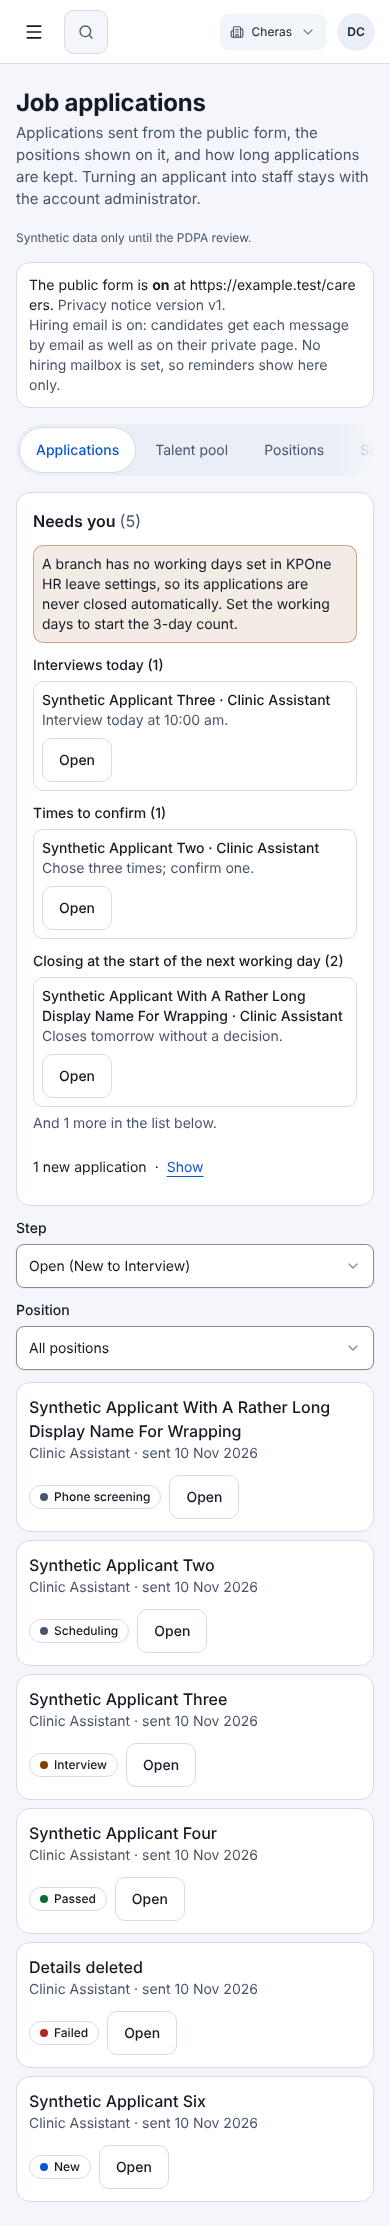 Cheras
DC
Job applications
Applications sent from the public form, the
positions shown on it, and how long applications
are kept. Turning an applicant into staff stays with
the account administrator.
Synthetic data only until the PDPA review.
The public form is on at https://example.test/care
ers. Privacy notice version v1.
Hiring email is on: candidates get each message
by email as well as on their private page. No
hiring mailbox is set, so reminders show here
only.
Applications
Talent pool
Positions
Needs you (5)
A branch has no working days set in KPOne
HR leave settings, so its applications are
never closed automatically. Set the working
days to start the 3-day count.
Interviews today (1)
Synthetic Applicant Three · Clinic Assistant
Interview today at 10:00 am.
Open
Times to confirm (1)
Synthetic Applicant Two · Clinic Assistant
Chose three times; confirm one.
Open
Closing at the start of the next working day (2)
Synthetic Applicant With A Rather Long
Display Name For Wrapping · Clinic Assistant
Closes tomorrow without a decision.
Open
And 1 more in the list below.
1 new application · Show
Step
Open (New to Interview)
Position
All positions
Synthetic Applicant With A Rather Long
Display Name For Wrapping
Clinic Assistant · sent 10 Nov 2026
Phone screening
Open
Synthetic Applicant Two
Clinic Assistant · sent 10 Nov 2026
Scheduling
Open
Synthetic Applicant Three
Clinic Assistant · sent 10 Nov 2026
Interview
Open
Synthetic Applicant Four
Clinic Assistant · sent 10 Nov 2026
Passed
Open
Details deleted
Clinic Assistant · sent 10 Nov 2026
Failed
Open
Synthetic Applicant Six
Clinic Assistant · sent 10 Nov 2026
New
Open